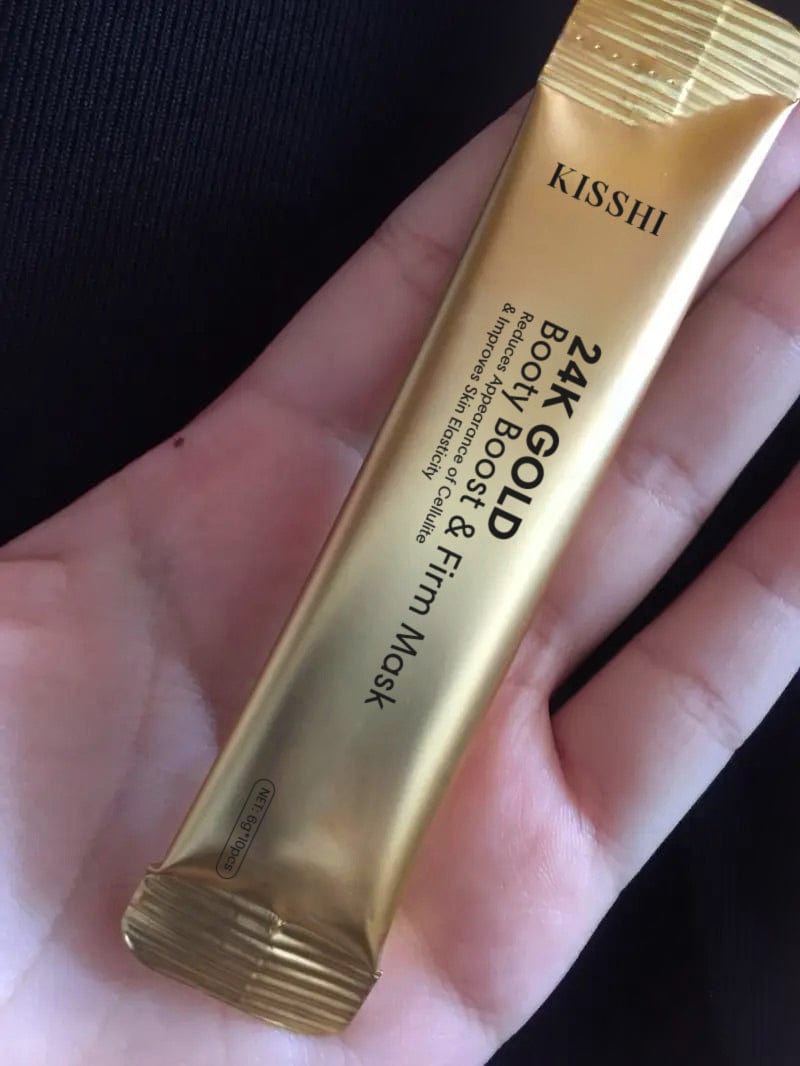 KISSHI
24K GOLD
Booty Boost & Firm Mask
Reduces Appearance of Cellulite
& Improves Skin Elasticity
NET: 6g*10pcs